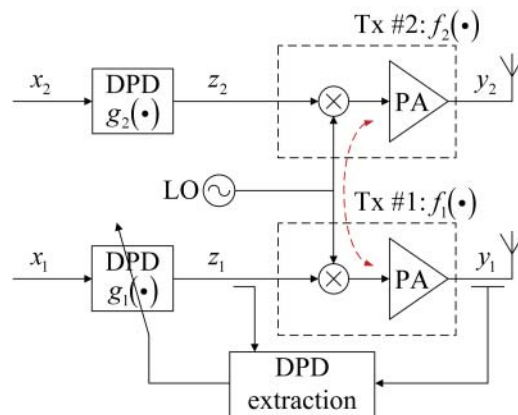 Tx #2: f₂(•)
x₂
DPD
g₂(•)
z₂
PA
y₂
LO
Tx #1: f₁(•)
x₁
DPD
g₁(•)
z₁
PA
y₁
DPD
extraction